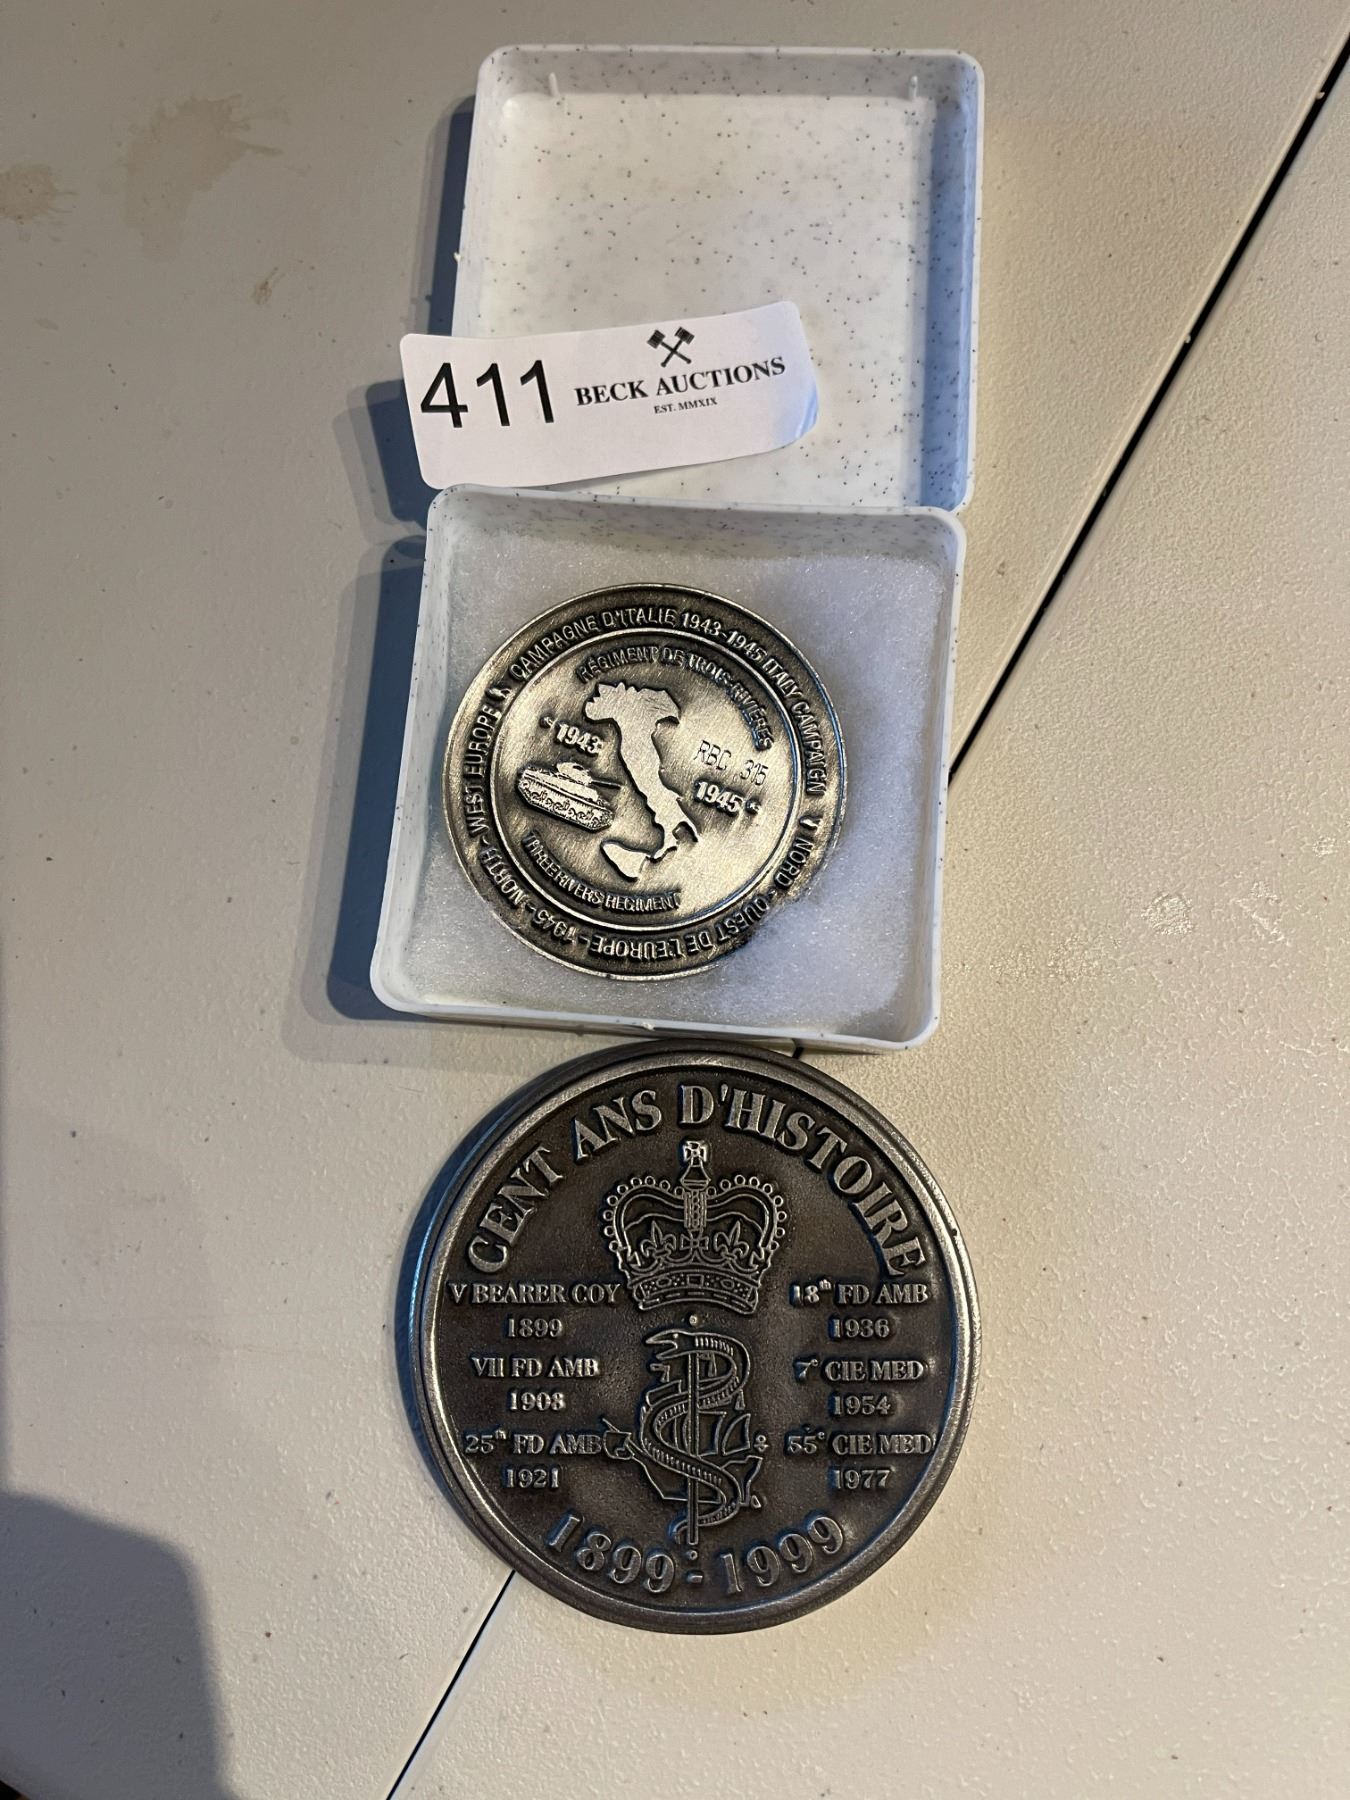 411
BECK AUCTIONS
EST. MMXIX
CAMPAGNE D'ITALIE 1943-1945 ITALY CAMPAIGN
NORD-OUEST DE L'EUROPE-1945-NORTH-WEST EUROPE
RÉGIMENT DE TROIS-RIVIÈRES
1943
RBC 315
1945
THREE RIVERS REGIMENT
CENT ANS D'HISTOIRE
V BEARER COY
1899
VII FD AMB
1908
25th FD AMB
1921
18th FD AMB
1936
7e CIE MED
1954
55e CIE MED
1977
1899-1999